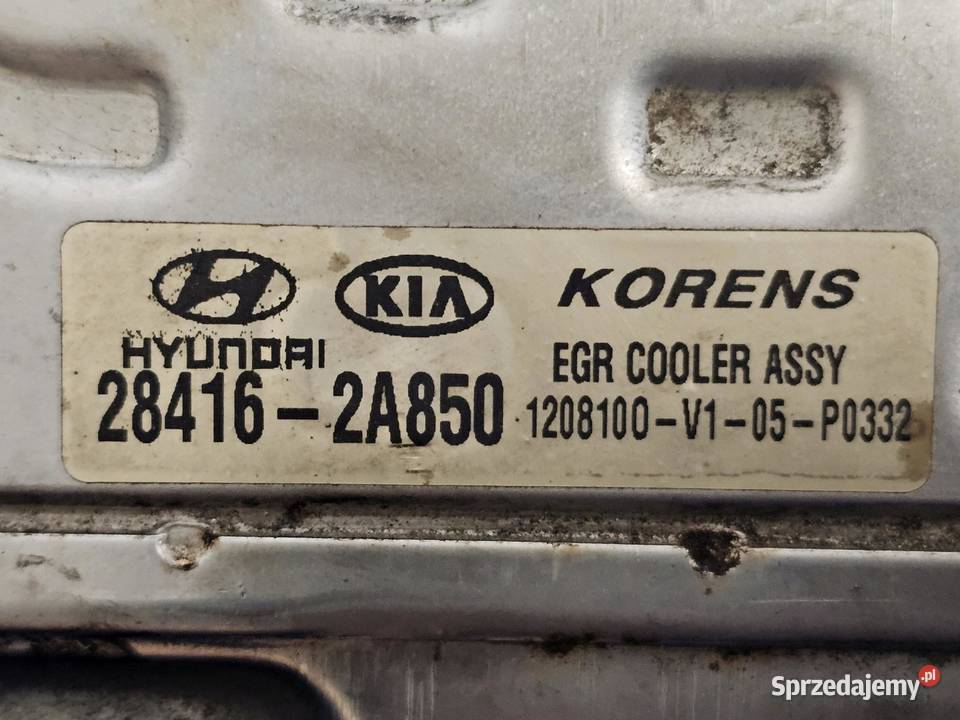 HYUNDAI
KIA
KORENS
28416-2A850
EGR COOLER ASSY
1208100-V1-05-P0332
Sprzedajemy.pl